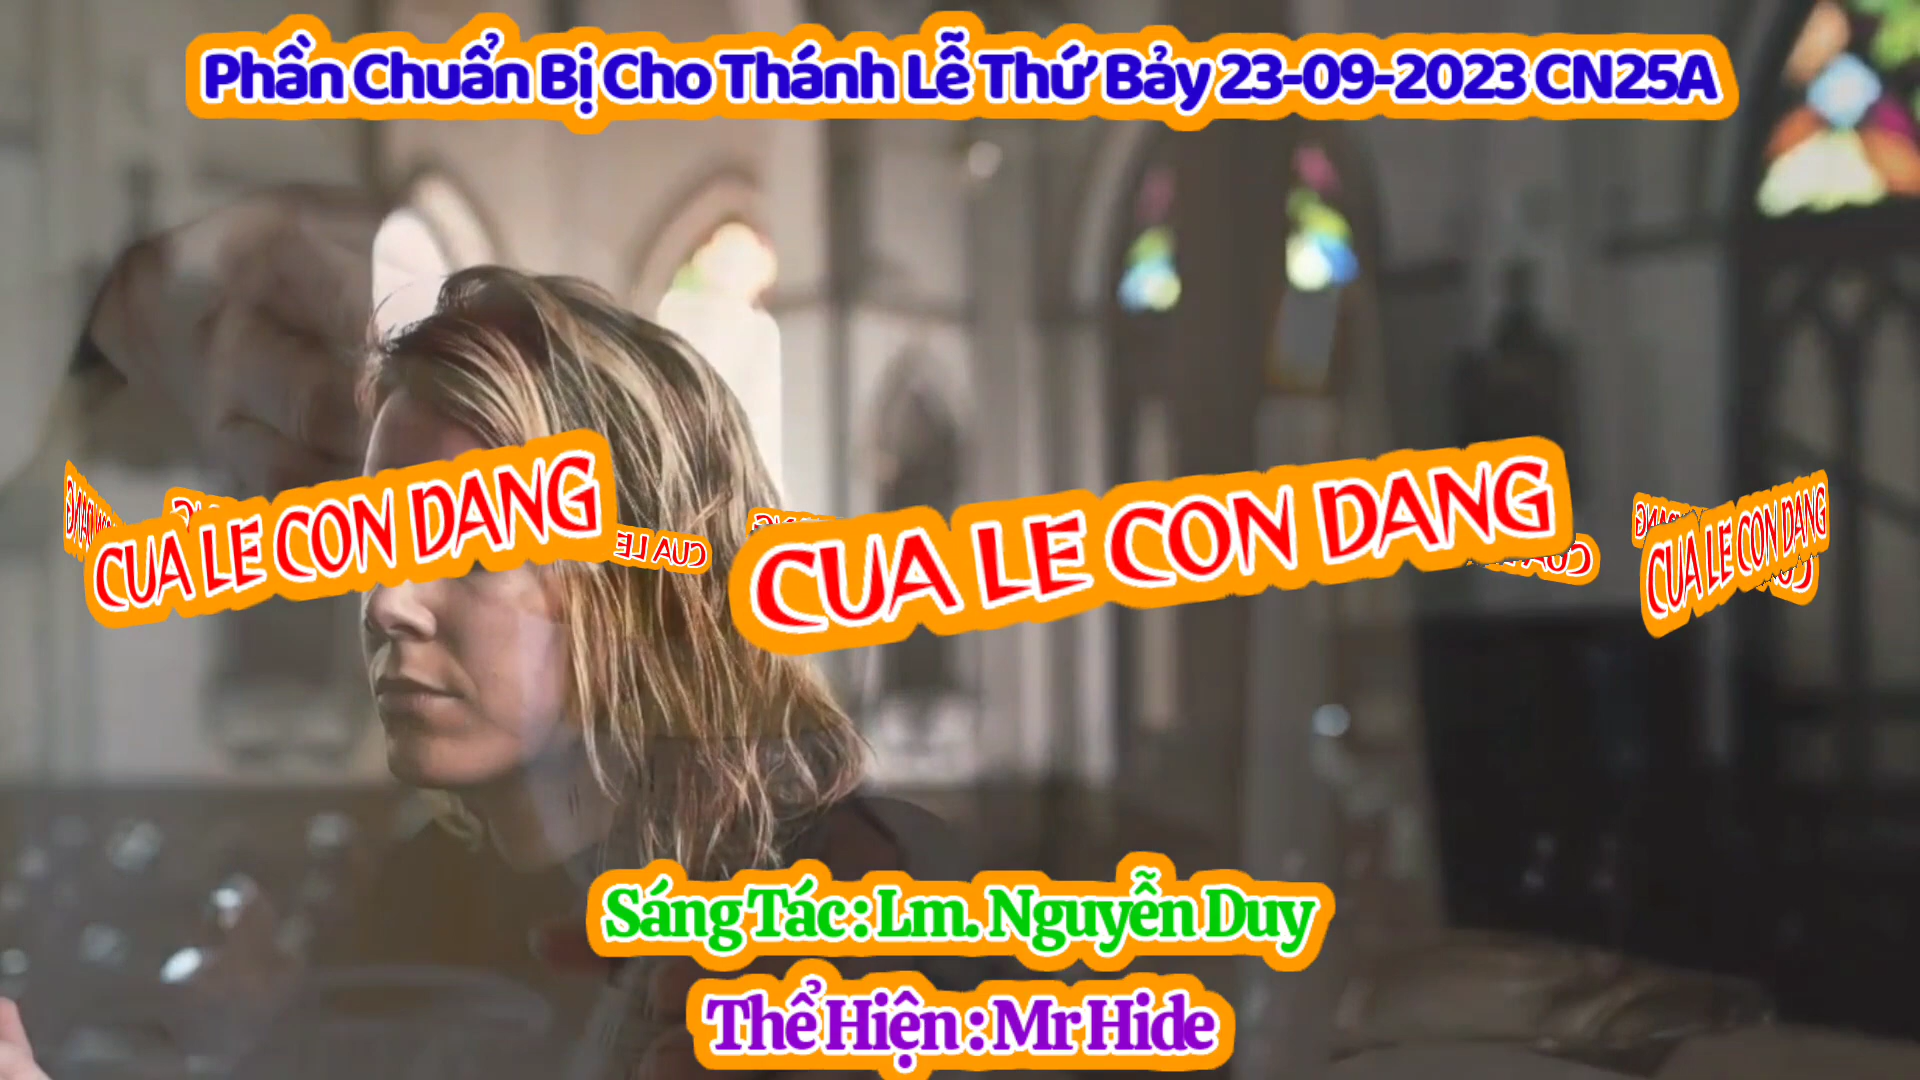 Phần Chuẩn Bị Cho Thánh Lễ Thứ Bảy 23-09-2023 CN25A
CUA LE CON DANG CUA LE CON DANG CUA LE CON DANG
Sáng Tác : Lm. Nguyễn Duy
Thể Hiện : Mr Hide